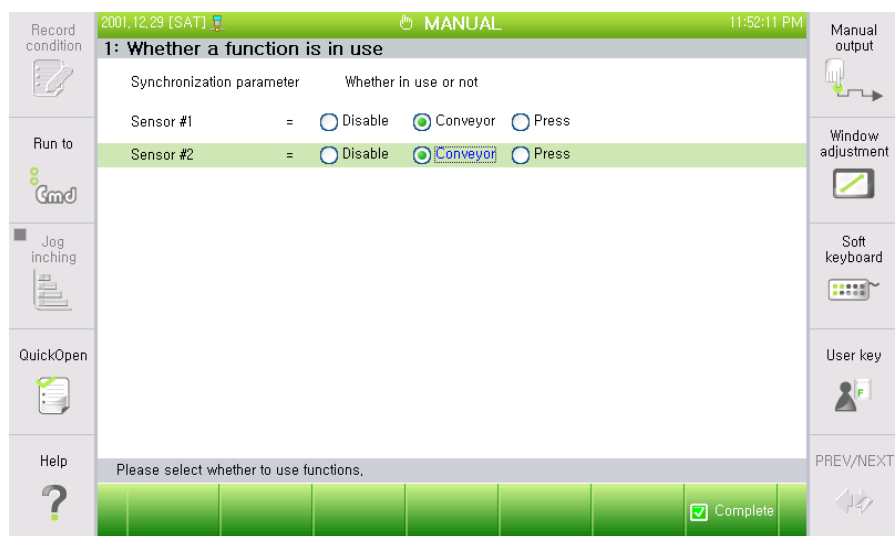 Record
condition
Run to
Cmd
Jog
inching
QuickOpen
Help
2001,12,29 [SAT]
MANUAL
11:52:11 PM
1: Whether a function is in use
Synchronization parameter Whether in use or not
Sensor #1 = Disable Conveyor Press
Sensor #2 = Disable Conveyor Press
Please select whether to use functions,
Complete
Manual
output
Window
adjustment
Soft
keyboard
User key
F
PREV/NEXT